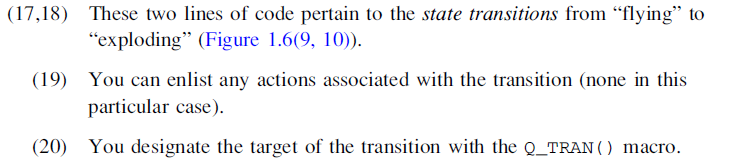 (17,18) These two lines of code pertain to the state transitions from “flying” to
“exploding” (Figure 1.6(9, 10)).
(19) You can enlist any actions associated with the transition (none in this
particular case).
(20) You designate the target of the transition with the Q_TRAN() macro.